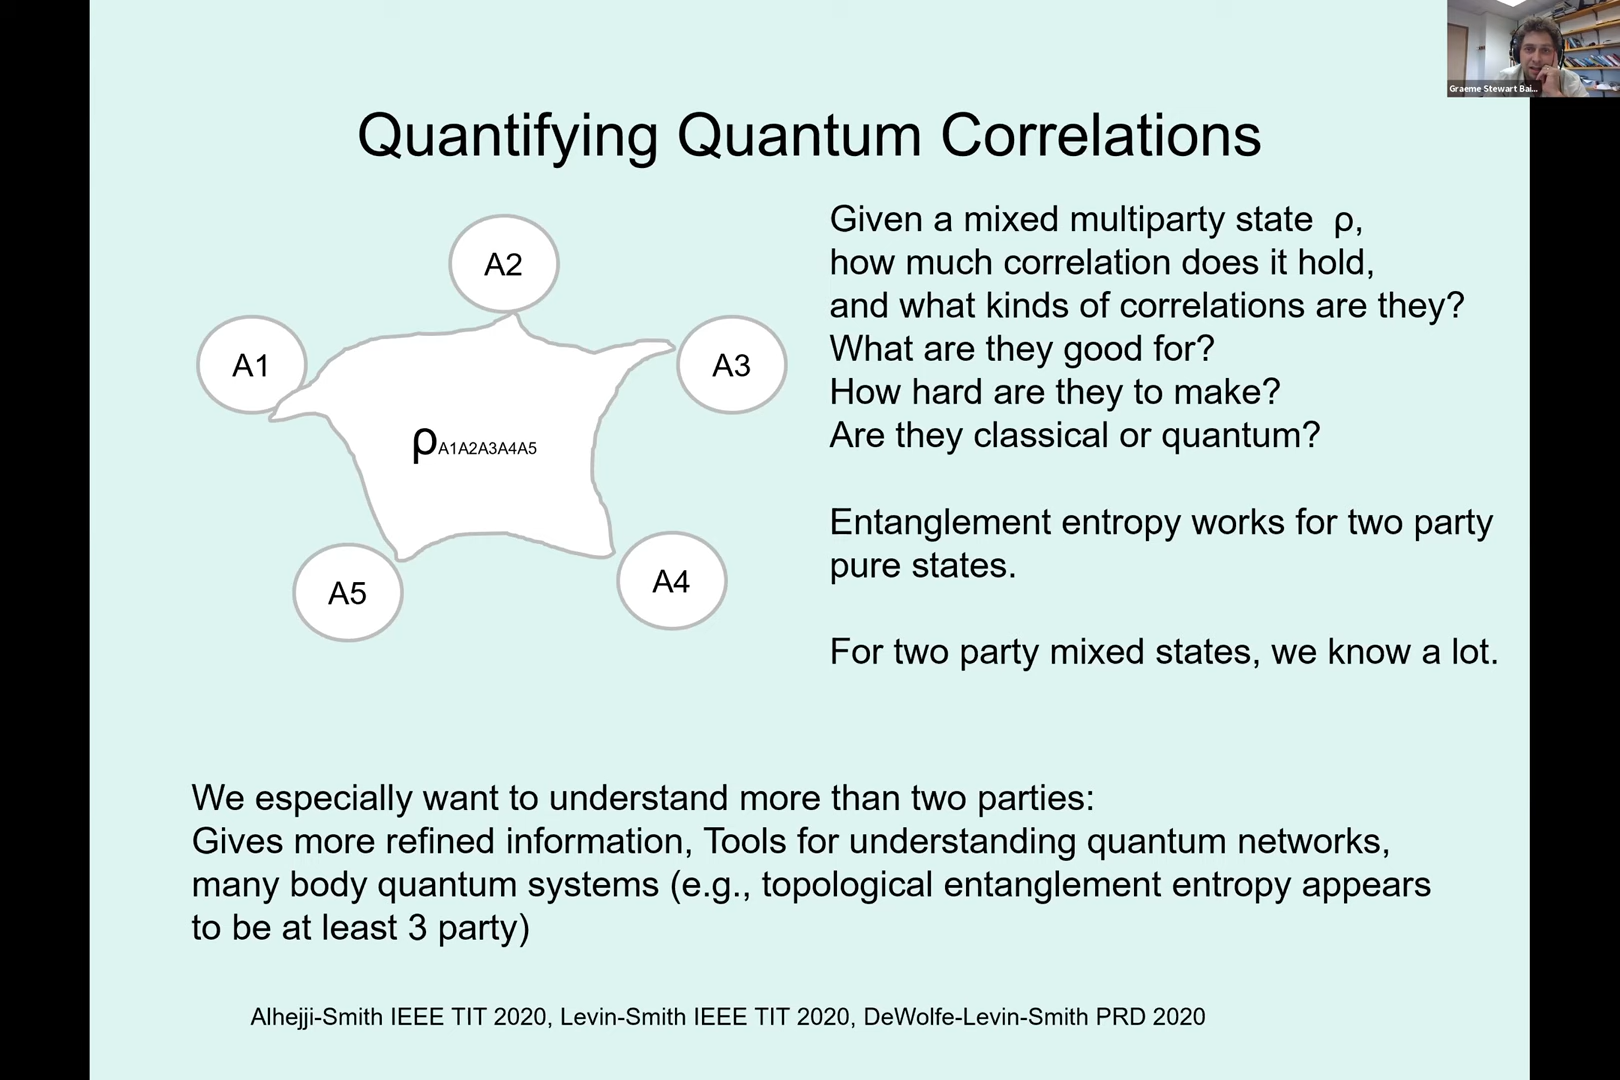 Graeme Stewart Bai...
Quantifying Quantum Correlations
A2
A1
A3
ρA1A2A3A4A5
A5
A4
Given a mixed multiparty state ρ,
how much correlation does it hold,
and what kinds of correlations are they?
What are they good for?
How hard are they to make?
Are they classical or quantum?
Entanglement entropy works for two party
pure states.
For two party mixed states, we know a lot.
We especially want to understand more than two parties:
Gives more refined information, Tools for understanding quantum networks,
many body quantum systems (e.g., topological entanglement entropy appears
to be at least 3 party)
Alhejji-Smith IEEE TIT 2020, Levin-Smith IEEE TIT 2020, DeWolfe-Levin-Smith PRD 2020